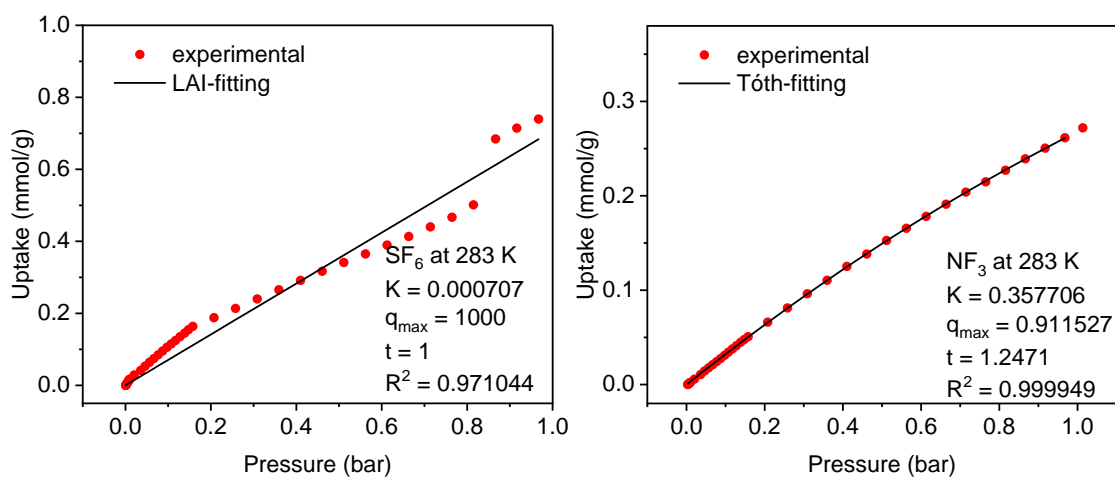 1.0
0.8
0.6
0.4
0.2
0.0
Uptake (mmol/g)
experimental
LAI-fitting
SF6 at 283 K
K = 0.000707
qmax = 1000
t = 1
R2 = 0.971044
0.0 0.2 0.4 0.6 0.8 1.0
Pressure (bar)
0.3
0.2
0.1
0.0
Uptake (mmol/g)
experimental
Tóth-fitting
NF3 at 283 K
K = 0.357706
qmax = 0.911527
t = 1.2471
R2 = 0.999949
0.0 0.2 0.4 0.6 0.8 1.0
Pressure (bar)